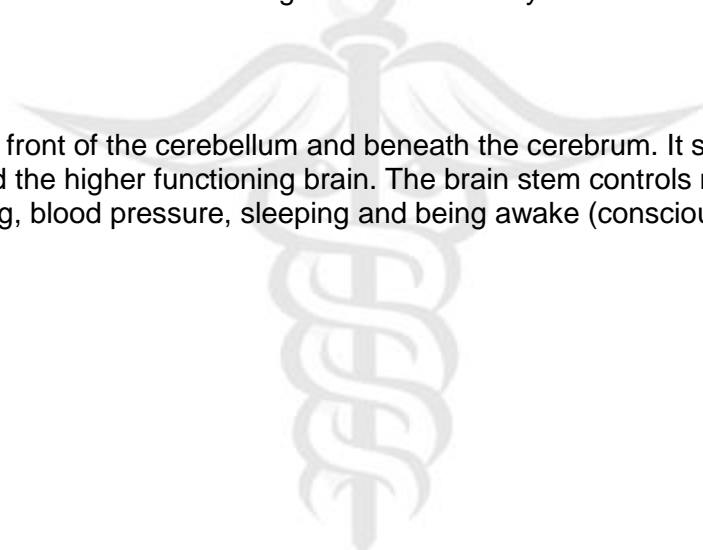 front of the cerebellum and beneath the cerebrum. It s
d the higher functioning brain. The brain stem controls
g, blood pressure, sleeping and being awake (consciou